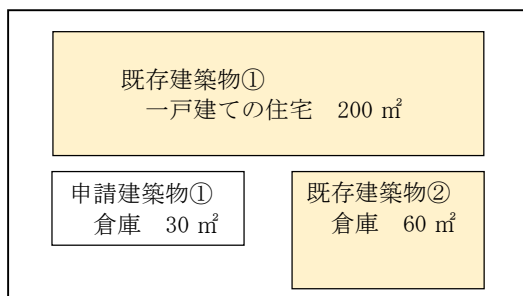 既存建築物①
一戸建ての住宅　200 ㎡
申請建築物①
倉庫　30 ㎡
既存建築物②
倉庫　60 ㎡